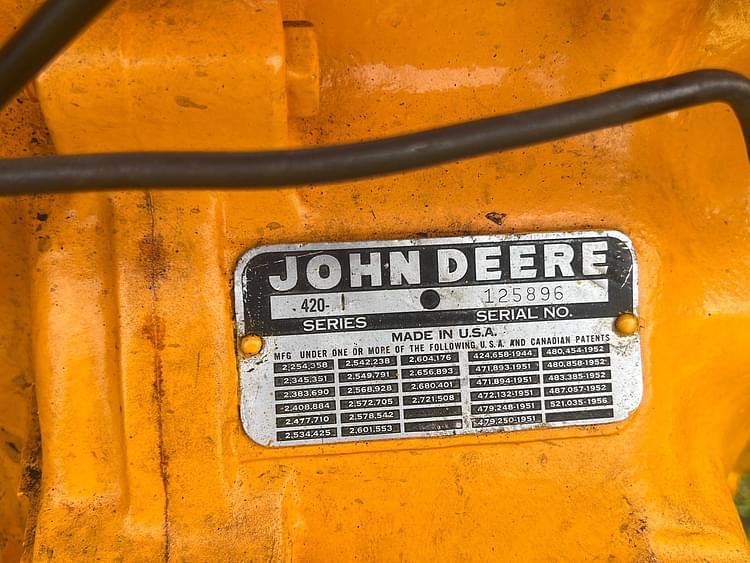 JOHN DEERE
420- I 125896
SERIES SERIAL NO.
MADE IN U.S.A.
MFG UNDER ONE OR MORE OF THE FOLLOWING U.S.A. AND CANADIAN PATENTS
2,254,358 2,542,238 2,604,176 424,658-1944 480,454-1952
2,345,351 2,549,791 2,656,893 471,893-1951 480,858-1952
2,383,690 2,568,928 2,680,401 471,894-1951 483,385-1952
2,408,884 2,572,705 2,721,508 472,132-1951 487,057-1952
2,477,710 2,578,542 479,248-1951 521,035-1956
2,534,425 2,601,553 479,250-1951